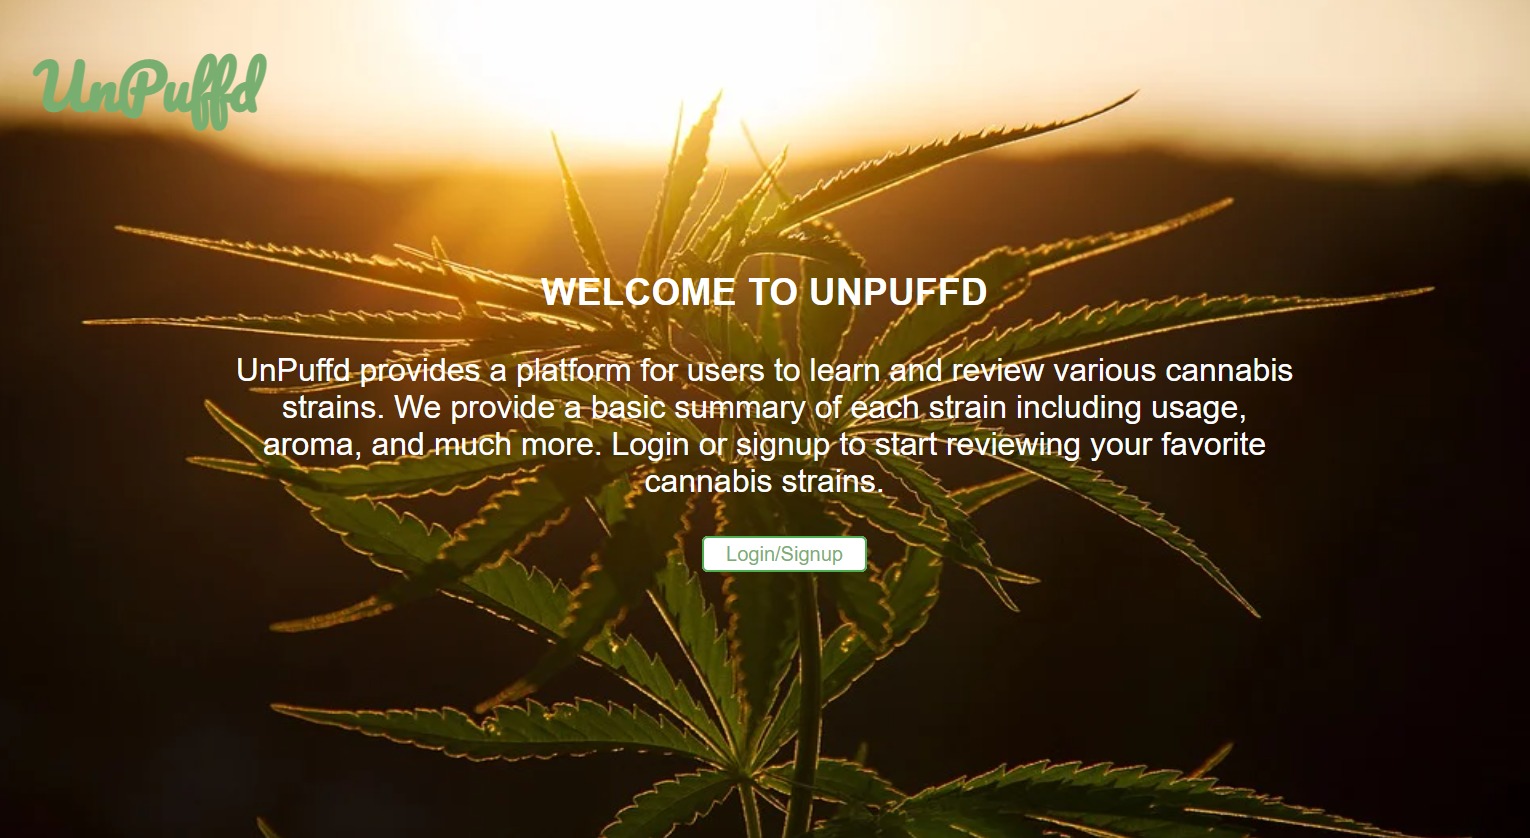 UnPuffd
WELCOME TO UNPUFFD
UnPuffd provides a platform for users to learn and review various cannabis
strains. We provide a basic summary of each strain including usage,
aroma, and much more. Login or signup to start reviewing your favorite
cannabis strains.
Login/Signup